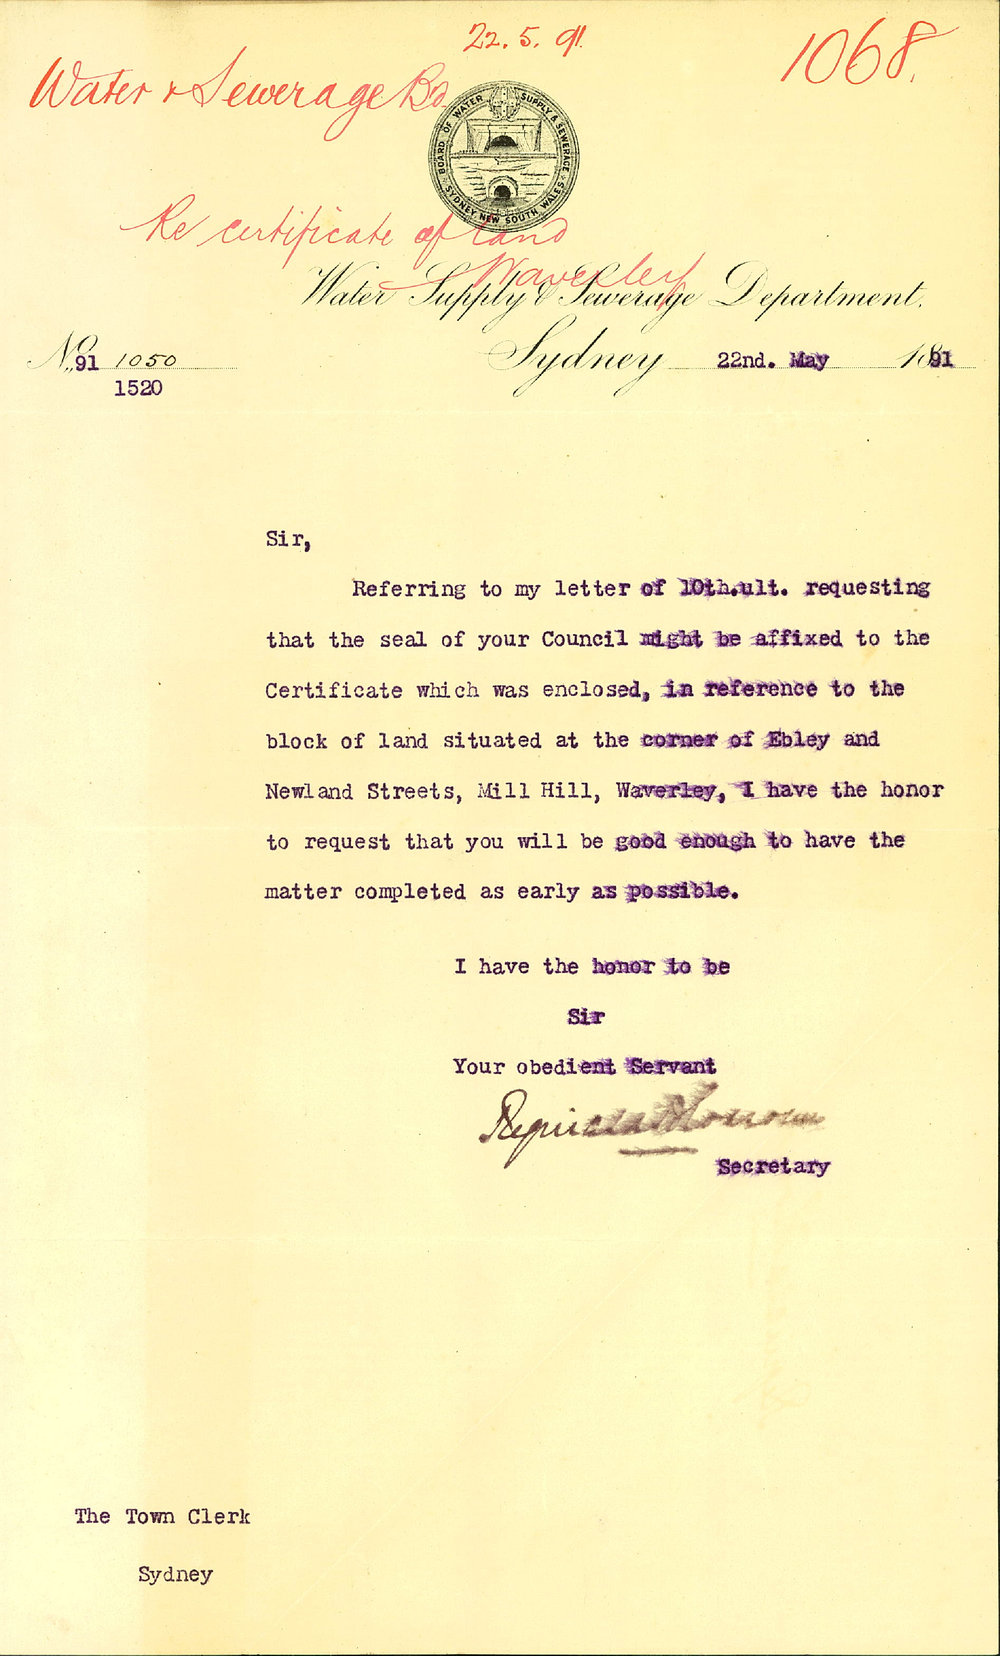 22. 5. 91.
1068.
Water & Sewerage Bd.
BOARD OF WATER SUPPLY & SEWERAGE
SYDNEY NEW SOUTH WALES
Re certificate of land
Waverley
Water Supply & Sewerage Department.
No. 91 1050
1520
Sydney 22nd. May 1891
Sir,
Referring to my letter of 10th.ult. requesting
that the seal of your Council might be affixed to the
Certificate which was enclosed, in reference to the
block of land situated at the corner of Ebley and
Newland Streets, Mill Hill, Waverley, I have the honor
to request that you will be good enough to have the
matter completed as early as possible.
I have the honor to be
Sir
Your obedient Servant
Secretary
The Town Clerk
Sydney